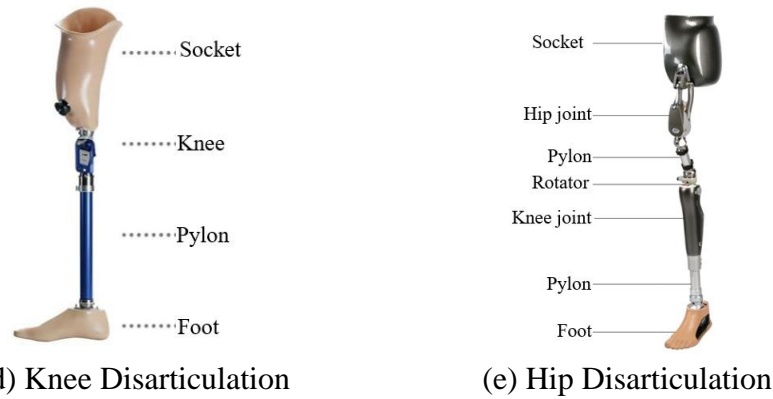 Socket
Knee
Pylon
Foot
Socket
Hip joint
Pylon
Rotator
Knee joint
Pylon
Foot
d) Knee Disarticulation
(e) Hip Disarticulation